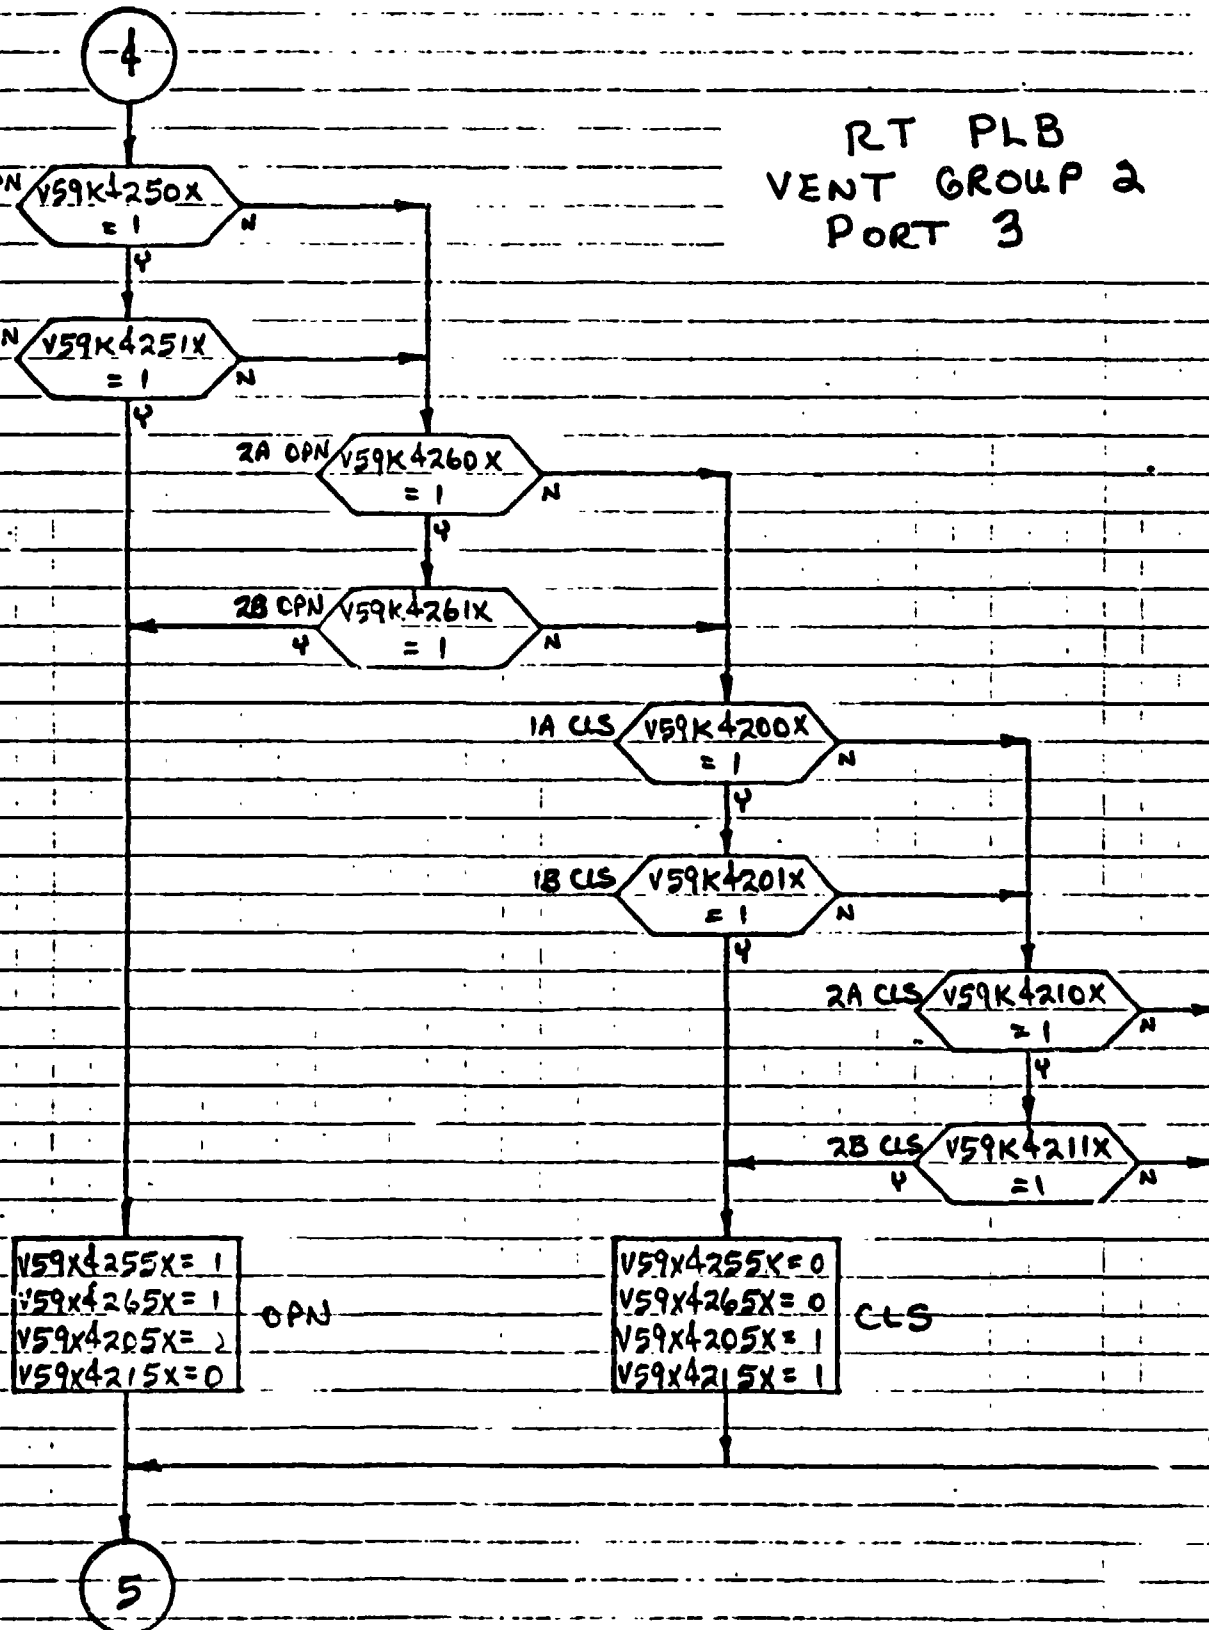 4
RT PLB
VENT GROUP 2
PORT 3
PN V59K4250X
= 1
N
Y
N V59K4251X
= 1
N
Y
2A OPN V59K4260X
= 1
N
Y
2B OPN V59K4261X
= 1
Y
N
1A CLS V59K4200X
= 1
N
Y
1B CLS V59K4201X
= 1
N
Y
2A CLS V59K4210X
= 1
N
Y
2B CLS V59K4211X
= 1
Y
N
V59X4255X = 1
V59X4265X = 1
V59X4205X =
V59X4215X = 0
OPN
V59X4255X = 0
V59X4265X = 0
V59X4205X = 1
V59X4215X = 1
CLS
5